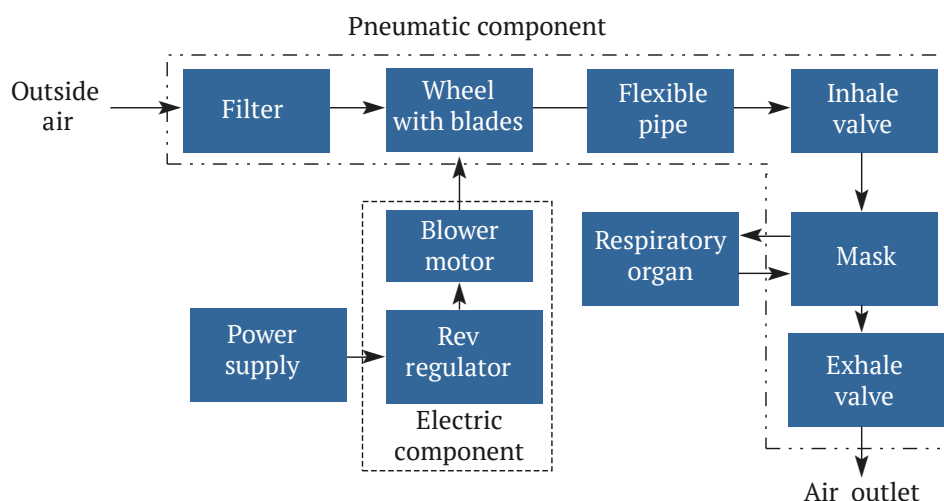 Pneumatic component
Outside
air
Filter
Wheel
with blades
Flexible
pipe
Inhale
valve
Blower
motor
Respiratory
organ
Mask
Power
supply
Rev
regulator
Exhale
valve
Electric
component
Air outlet